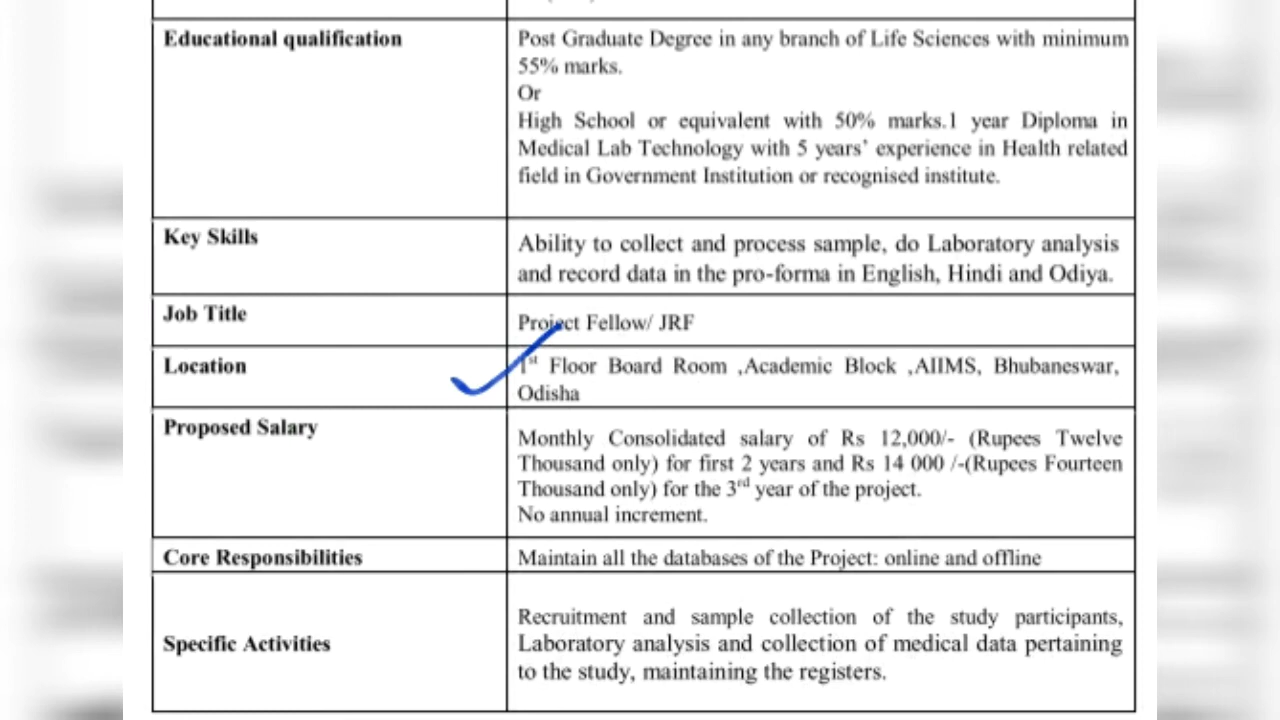 Educational qualification
Post Graduate Degree in any branch of Life Sciences with minimum
55% marks.
Or
High School or equivalent with 50% marks.1 year Diploma in
Medical Lab Technology with 5 years' experience in Health related
field in Government Institution or recognised institute.
Key Skills
Ability to collect and process sample, do Laboratory analysis
and record data in the pro-forma in English, Hindi and Odiya.
Job Title
Project Fellow/ JRF
Location
1st Floor Board Room ,Academic Block ,AIIMS, Bhubaneswar,
Odisha
Proposed Salary
Monthly Consolidated salary of Rs 12,000/- (Rupees Twelve
Thousand only) for first 2 years and Rs 14 000 /-(Rupees Fourteen
Thousand only) for the 3rd year of the project.
No annual increment.
Core Responsibilities
Maintain all the databases of the Project: online and offline
Specific Activities
Recruitment and sample collection of the study participants,
Laboratory analysis and collection of medical data pertaining
to the study, maintaining the registers.